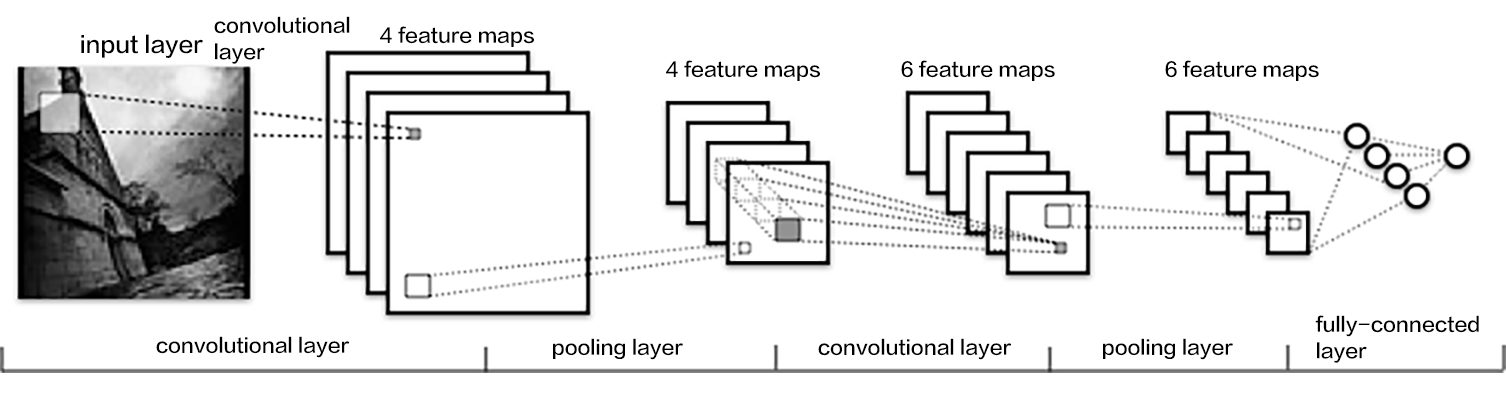 input layer
convolutional
layer
4 feature maps
4 feature maps
6 feature maps
6 feature maps
convolutional layer
pooling layer
convolutional layer
pooling layer
fully-connected
layer